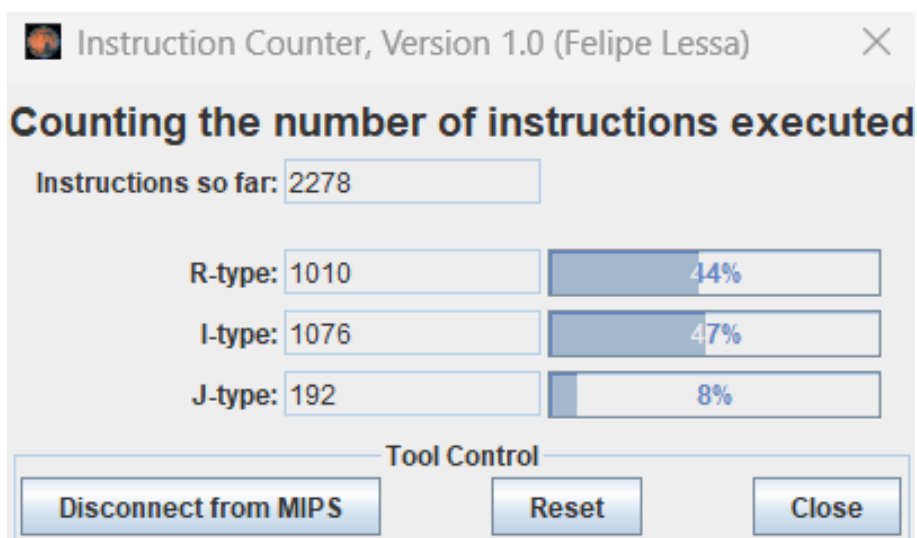 Instruction Counter, Version 1.0 (Felipe Lessa)
Counting the number of instructions executed
Instructions so far: 2278
R-type: 1010 44%
I-type: 1076 47%
J-type: 192 8%
Tool Control
Disconnect from MIPS Reset Close